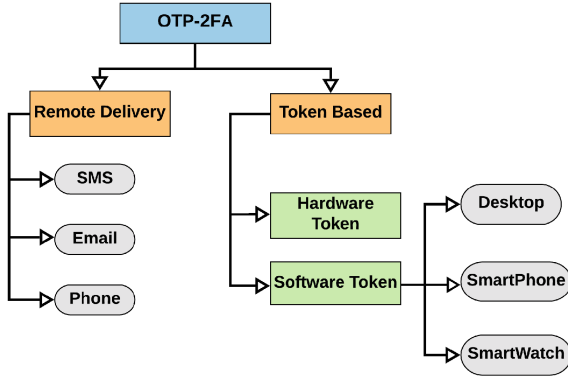 OTP-2FA
Remote Delivery
SMS
Email
Phone
Token Based
Hardware
Token
Software Token
Desktop
SmartPhone
SmartWatch